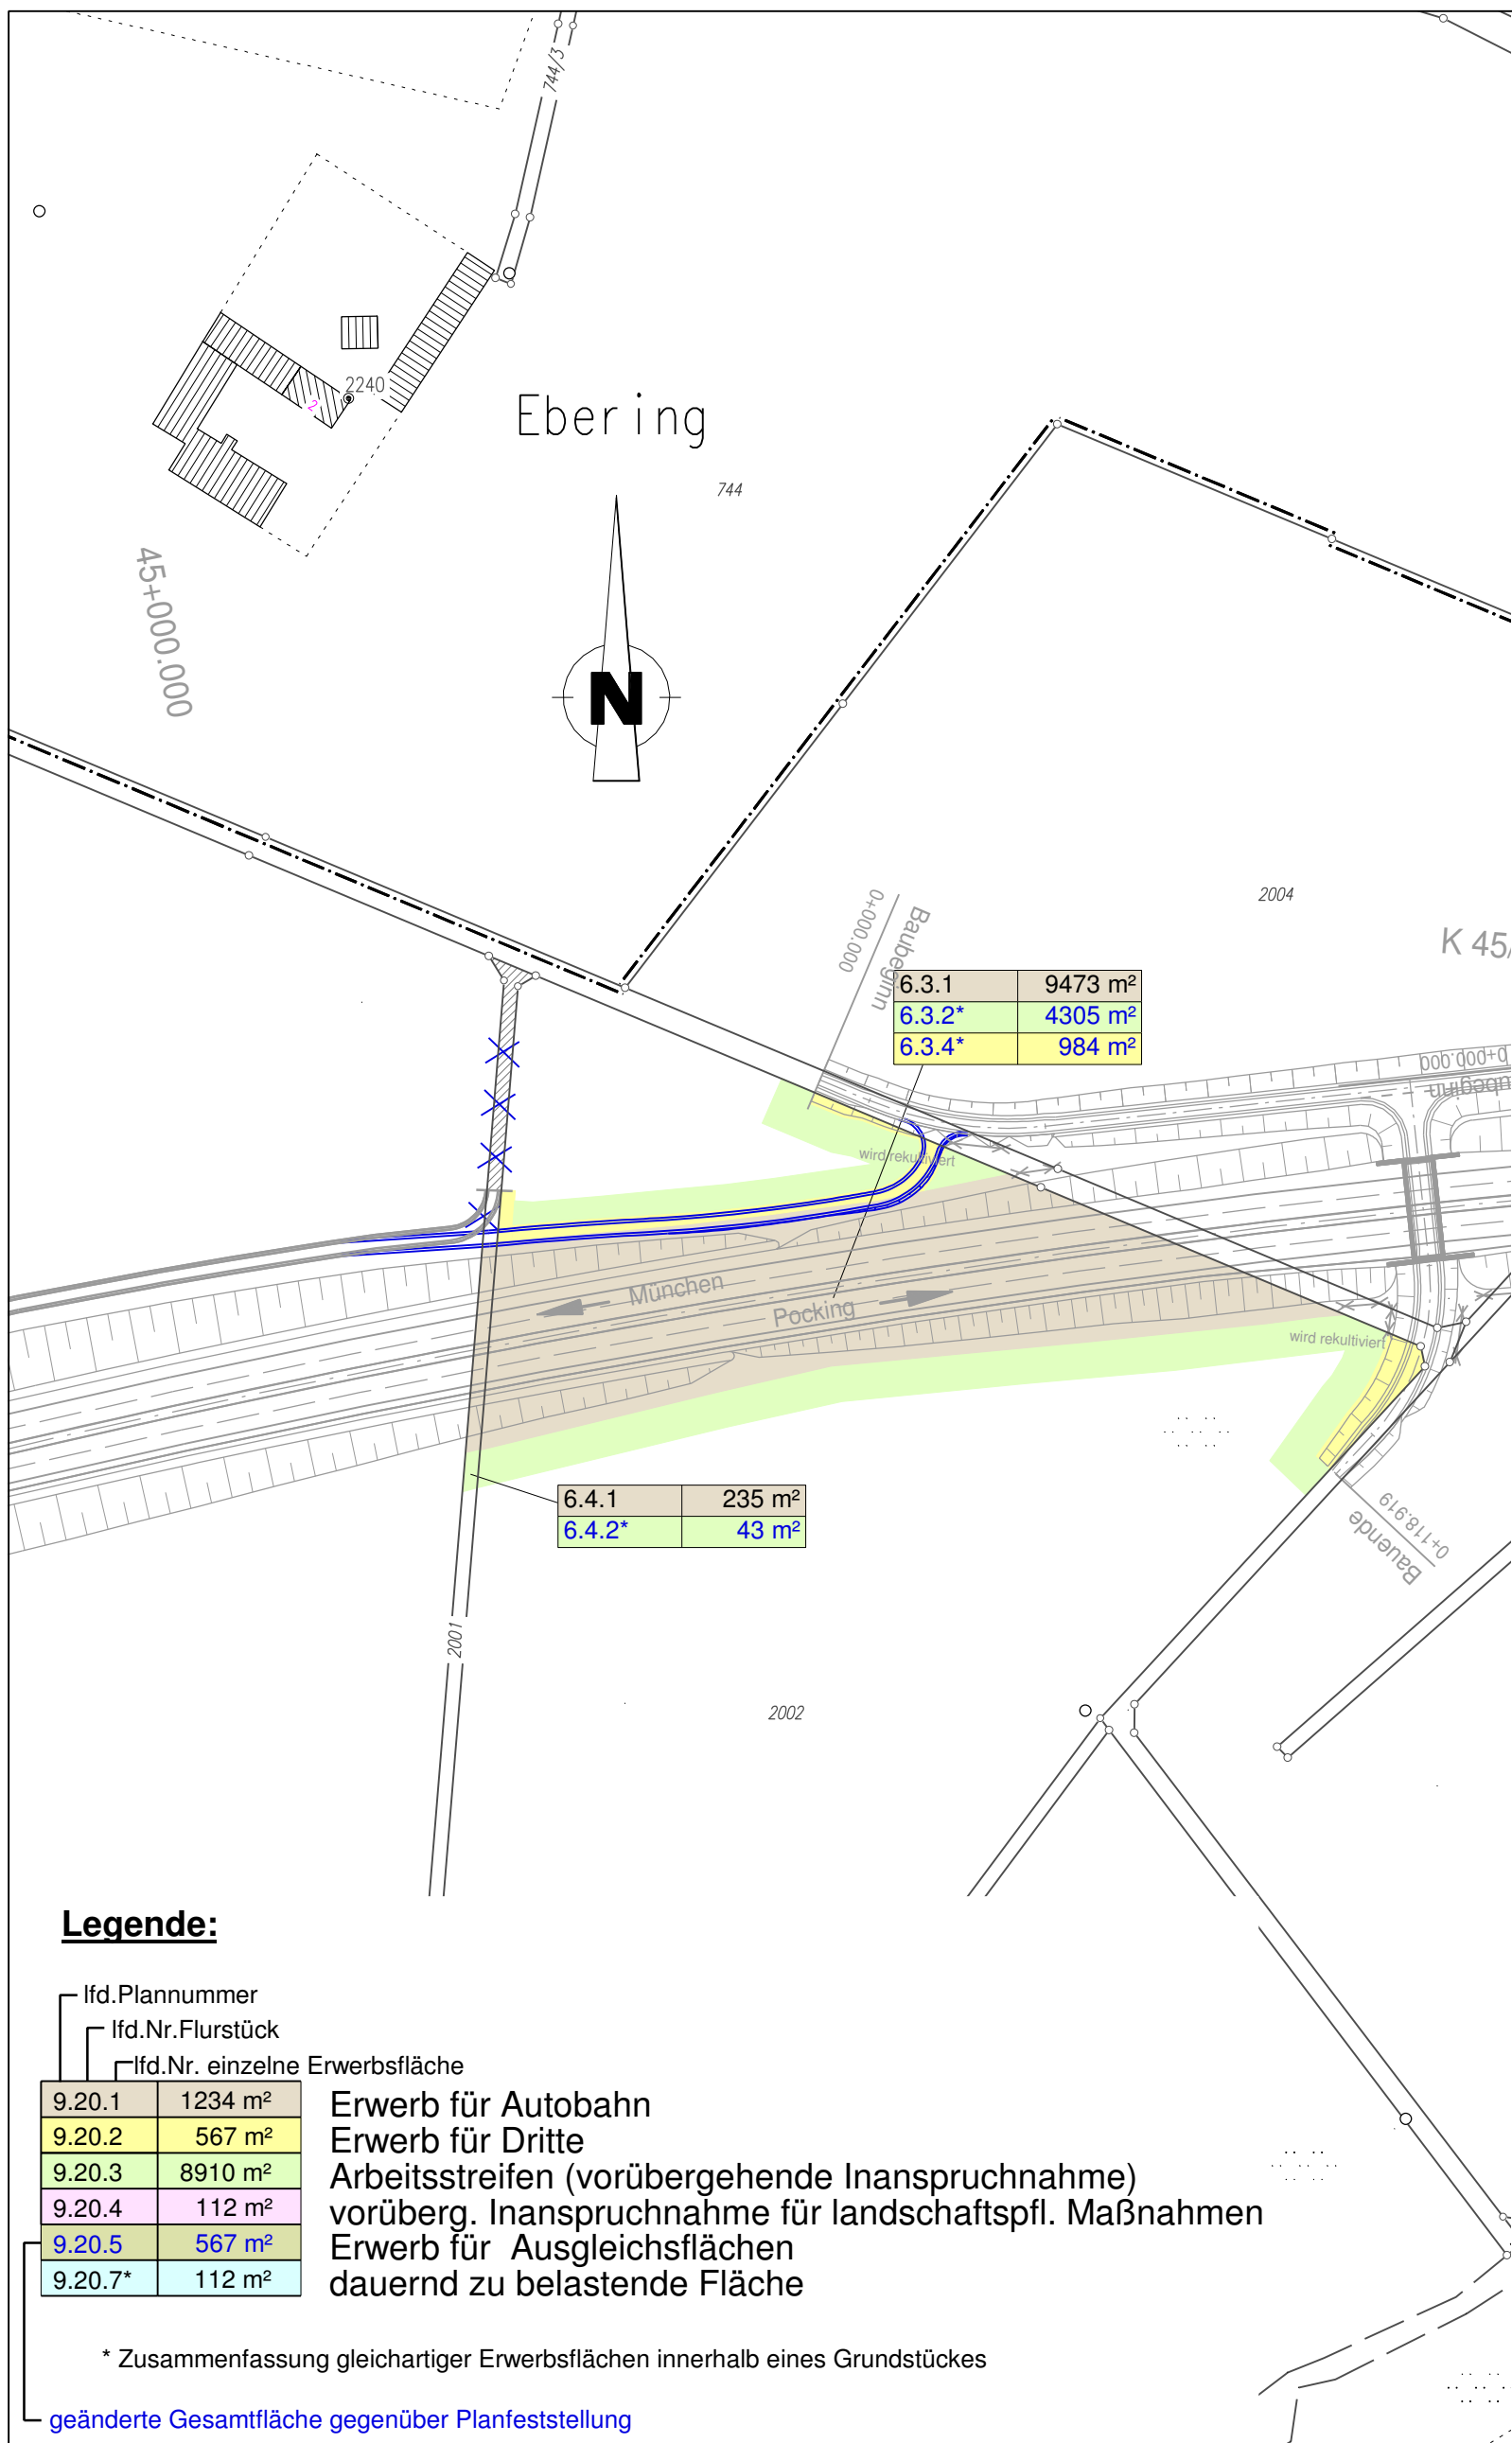 744/3
2240
2
Ebering
744
45+000.000
N
2004
K 45/
0+000.000
Baubeginn
6.3.1 9473 m²
6.3.2* 4305 m²
6.3.4* 984 m²
0+000.000
ubeginn
wird rekultiviert
München
Pocking
wird rekultiviert
6.4.1 235 m²
6.4.2* 43 m²
0+118.919
Bauende
2001
2002
Legende:
lfd.Plannummer
lfd.Nr.Flurstück
lfd.Nr. einzelne Erwerbsfläche
9.20.1 1234 m² Erwerb für Autobahn
9.20.2 567 m² Erwerb für Dritte
9.20.3 8910 m² Arbeitsstreifen (vorübergehende Inanspruchnahme)
9.20.4 112 m² vorüberg. Inanspruchnahme für landschaftspfl. Maßnahmen
9.20.5 567 m² Erwerb für Ausgleichsflächen
9.20.7* 112 m² dauernd zu belastende Fläche
* Zusammenfassung gleichartiger Erwerbsflächen innerhalb eines Grundstückes
geänderte Gesamtfläche gegenüber Planfeststellung